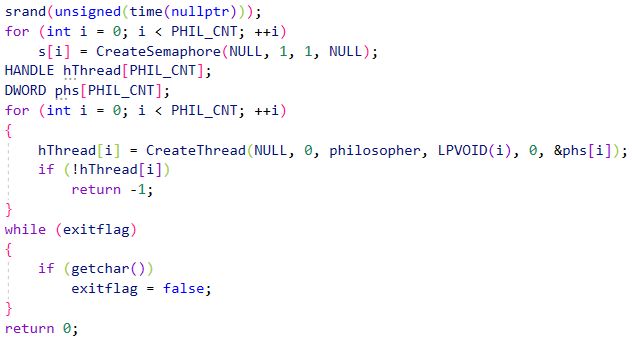 srand(unsigned(time(nullptr)));
for (int i = 0; i < PHIL_CNT; ++i)
    s[i] = CreateSemaphore(NULL, 1, 1, NULL);
HANDLE hThread[PHIL_CNT];
DWORD phs[PHIL_CNT];
for (int i = 0; i < PHIL_CNT; ++i)
{
    hThread[i] = CreateThread(NULL, 0, philosopher, LPVOID(i), 0, &phs[i]);
    if (!hThread[i])
        return -1;
}
while (exitflag)
{
    if (getchar())
        exitflag = false;
}
return 0;